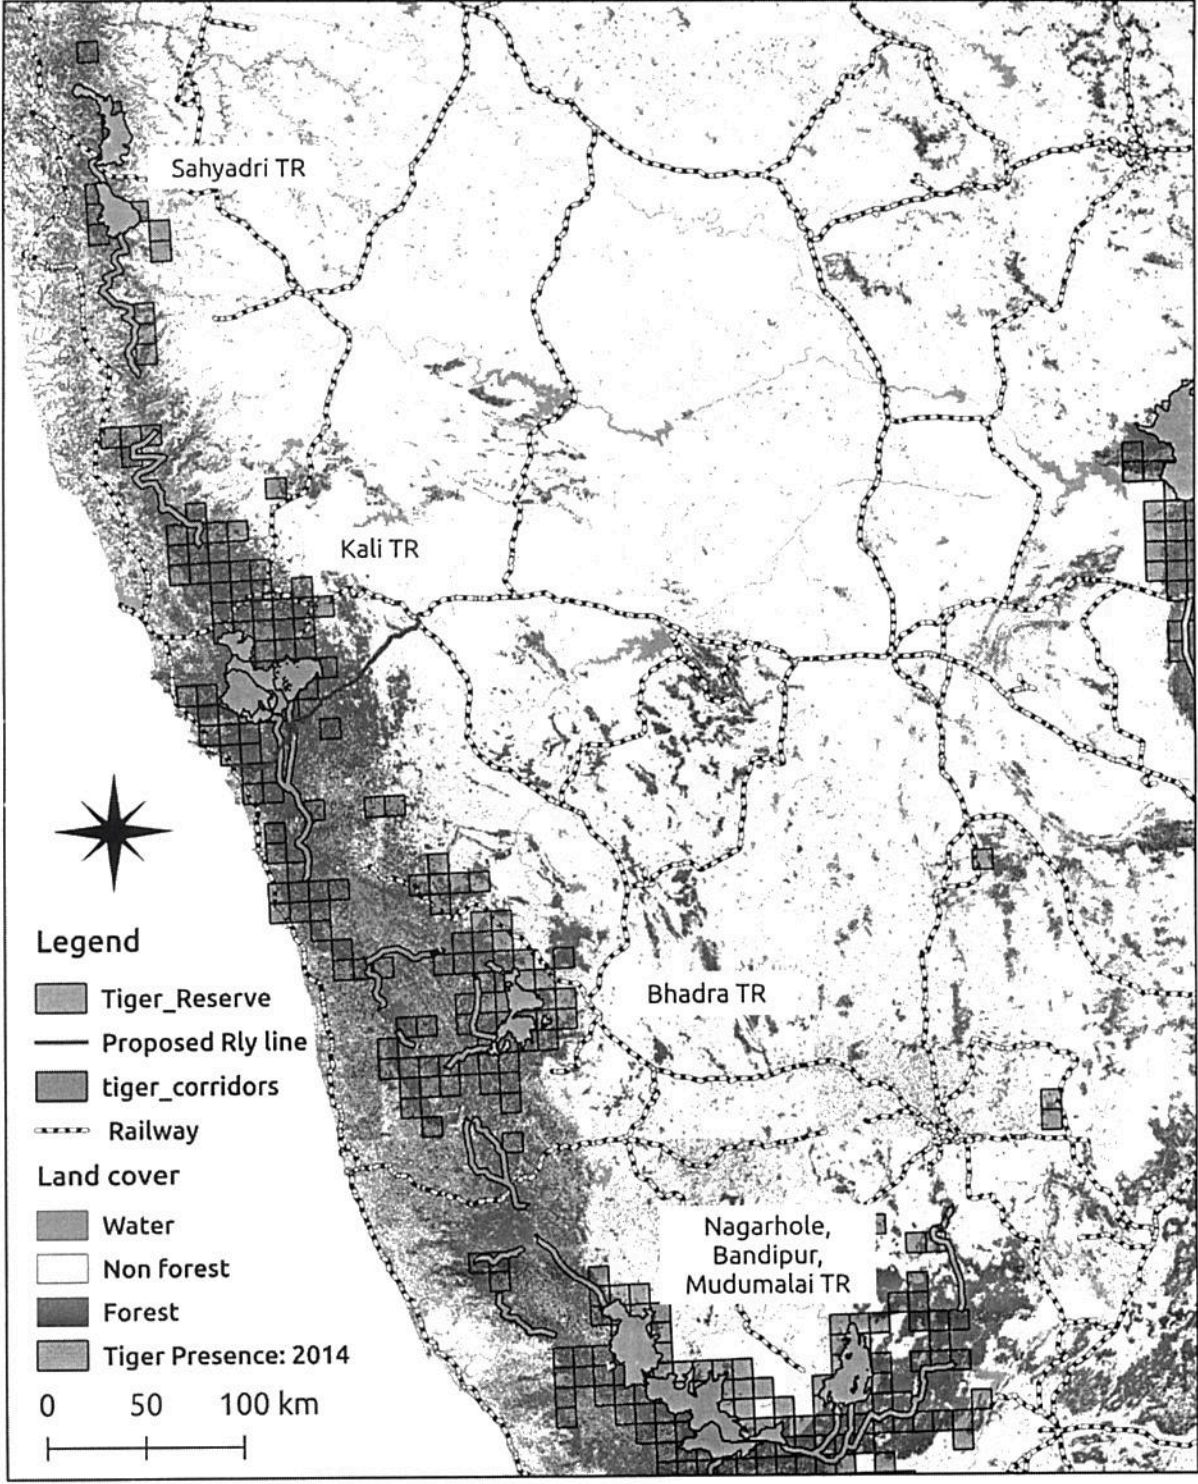 Sahyadri TR
Kali TR
Bhadra TR
Nagarhole,
Bandipur,
Mudumalai TR
Legend
Tiger_Reserve
Proposed Rly line
tiger_corridors
Railway
Land cover
Water
Non forest
Forest
Tiger Presence: 2014
0 50 100 km